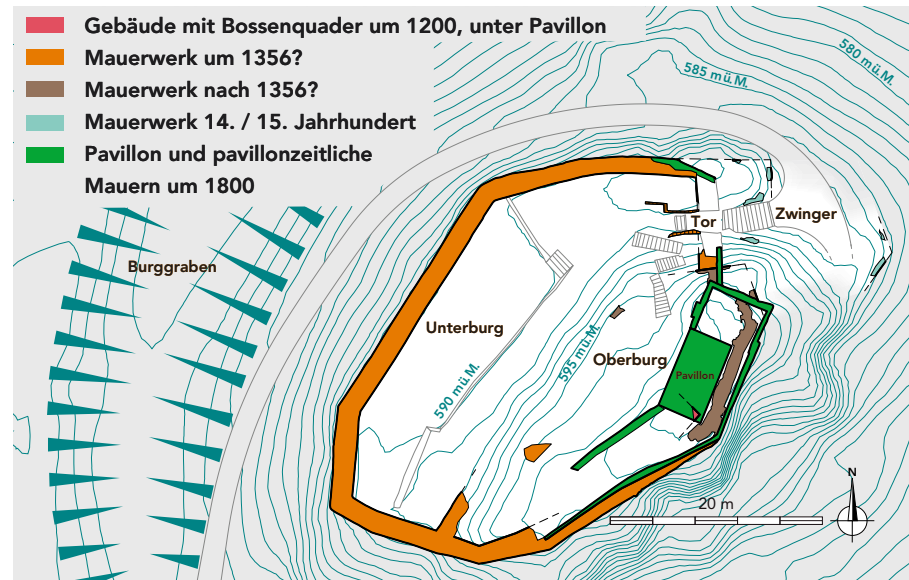 Gebäude mit Bossenquader um 1200, unter Pavillon
Mauerwerk um 1356?
Mauerwerk nach 1356?
Mauerwerk 14. / 15. Jahrhundert
Pavillon und pavillonzeitliche
Mauern um 1800
580 mü.M.
585 mü.M.
Tor
Zwinger
Burggraben
Unterburg
595 mü.M.
Oberburg
Pavillon
590 mü.M.
N
20 m